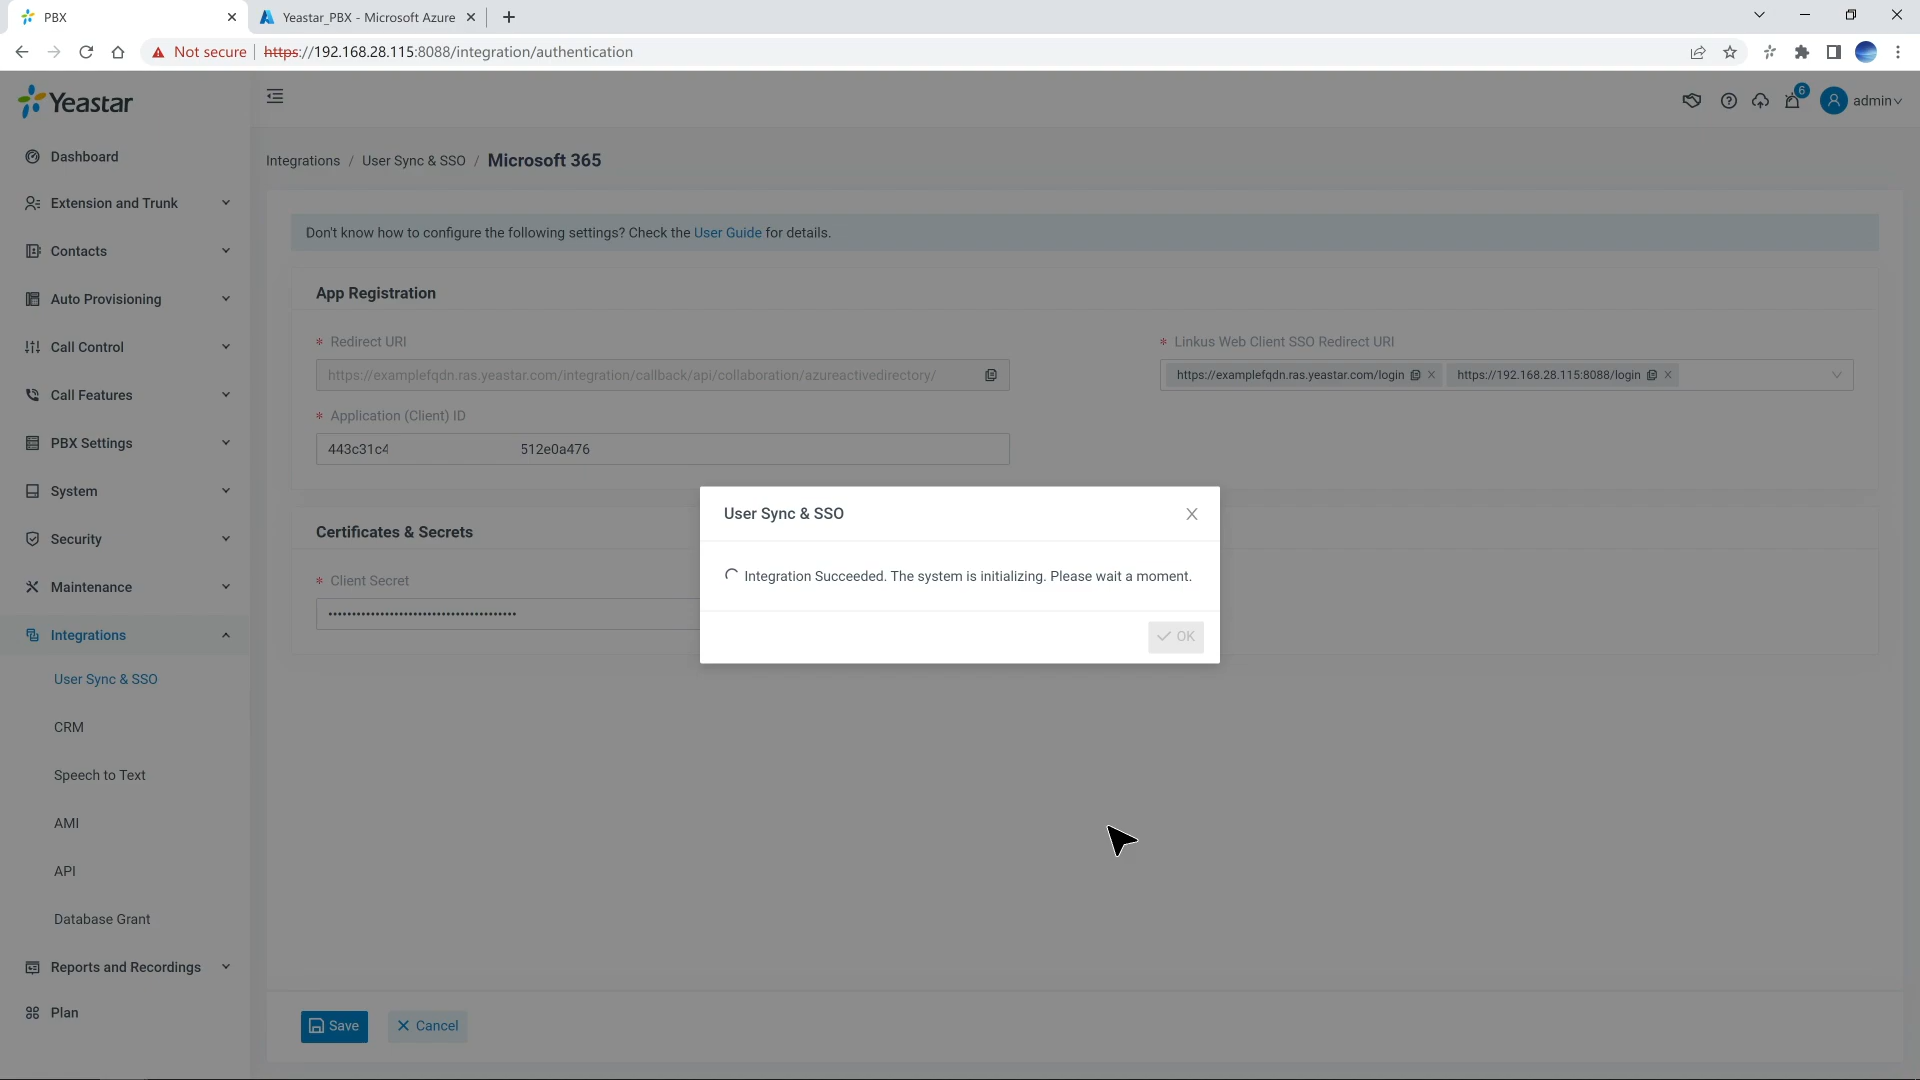 PBX
Yeastar_PBX - Microsoft Azure
Not secure
https://192.168.28.115:8088/integration/authentication
Yeastar
6
admin
Dashboard
Extension and Trunk
Contacts
Auto Provisioning
Call Control
Call Features
PBX Settings
System
Security
Maintenance
Integrations
User Sync & SSO
CRM
Speech to Text
AMI
API
Database Grant
Reports and Recordings
Plan
Integrations / User Sync & SSO / Microsoft 365
Don't know how to configure the following settings? Check the User Guide for details.
App Registration
* Redirect URI
https://examplefqdn.ras.yeastar.com/integration/callback/api/collaboration/azureactivedirectory/
* Linkus Web Client SSO Redirect URI
https://examplefqdn.ras.yeastar.com/login
https://192.168.28.115:8088/login
* Application (Client) ID
443c31c4 512e0a476
Certificates & Secrets
* Client Secret
User Sync & SSO
Integration Succeeded. The system is initializing. Please wait a moment.
OK
Save
Cancel